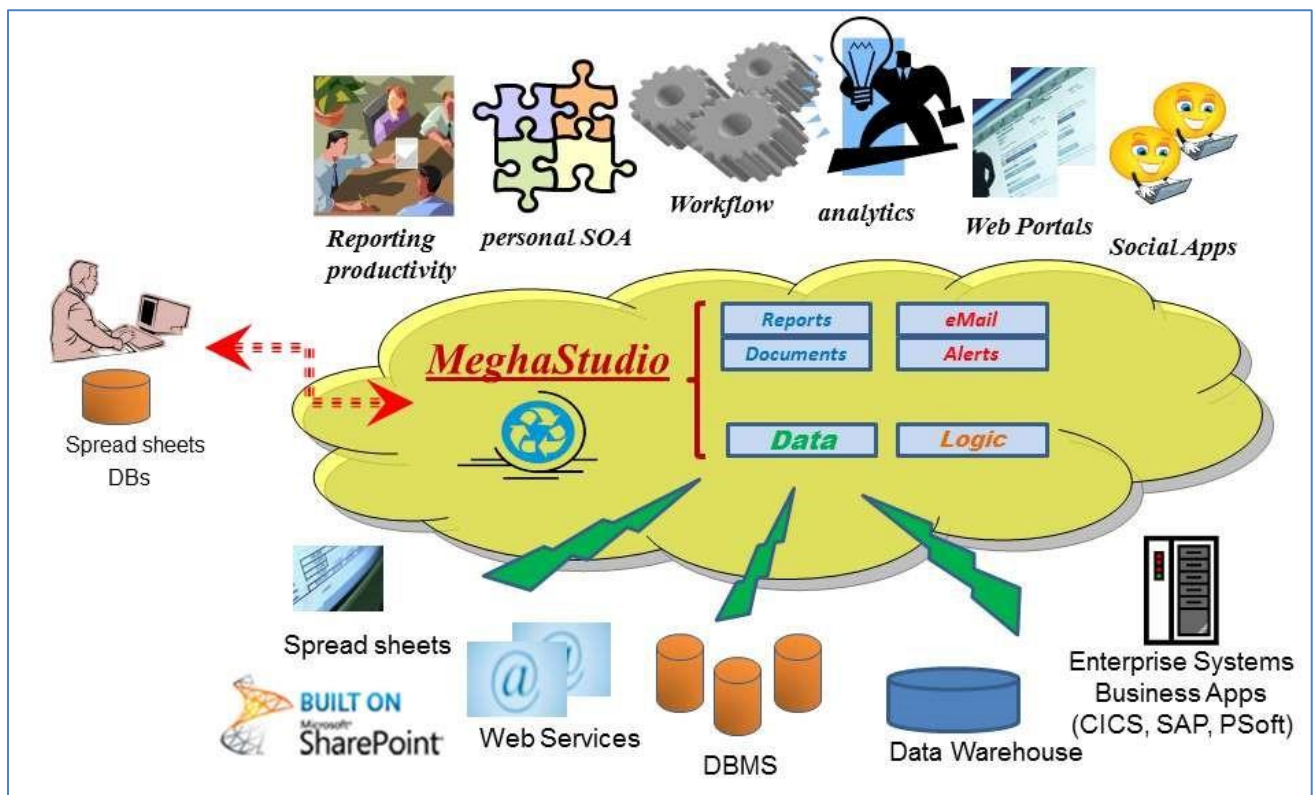 Reporting
productivity
personal SOA
Workflow
analytics
Web Portals
Social Apps
Spread sheets
DBs
MeghaStudio
Reports
Documents
eMail
Alerts
Data
Logic
Spread sheets
BUILT ON
Microsoft®
SharePoint
@
@
Web Services
DBMS
Data Warehouse
Enterprise Systems
Business Apps
(CICS, SAP, PSoft)